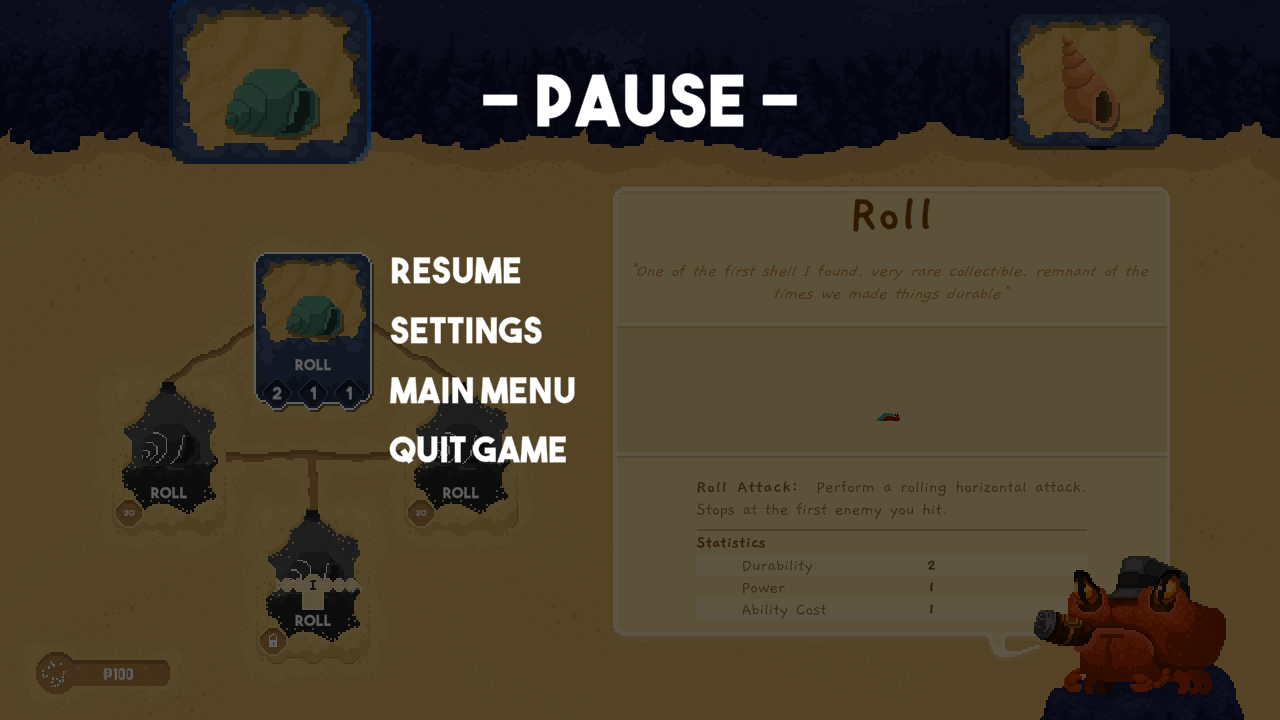 – PAUSE –
Roll
"One of the first shell I found, very rare collectible, remnant of the
times we made things durable"
RESUME
SETTINGS
MAIN MENU
QUIT GAME
ROLL
2 1 1
ROLL
20
ROLL
20
I
ROLL
Roll Attack: Perform a rolling horizontal attack.
Stops at the first enemy you hit.
Statistics
Durability 2
Power 1
Ability Cost 1
₽100